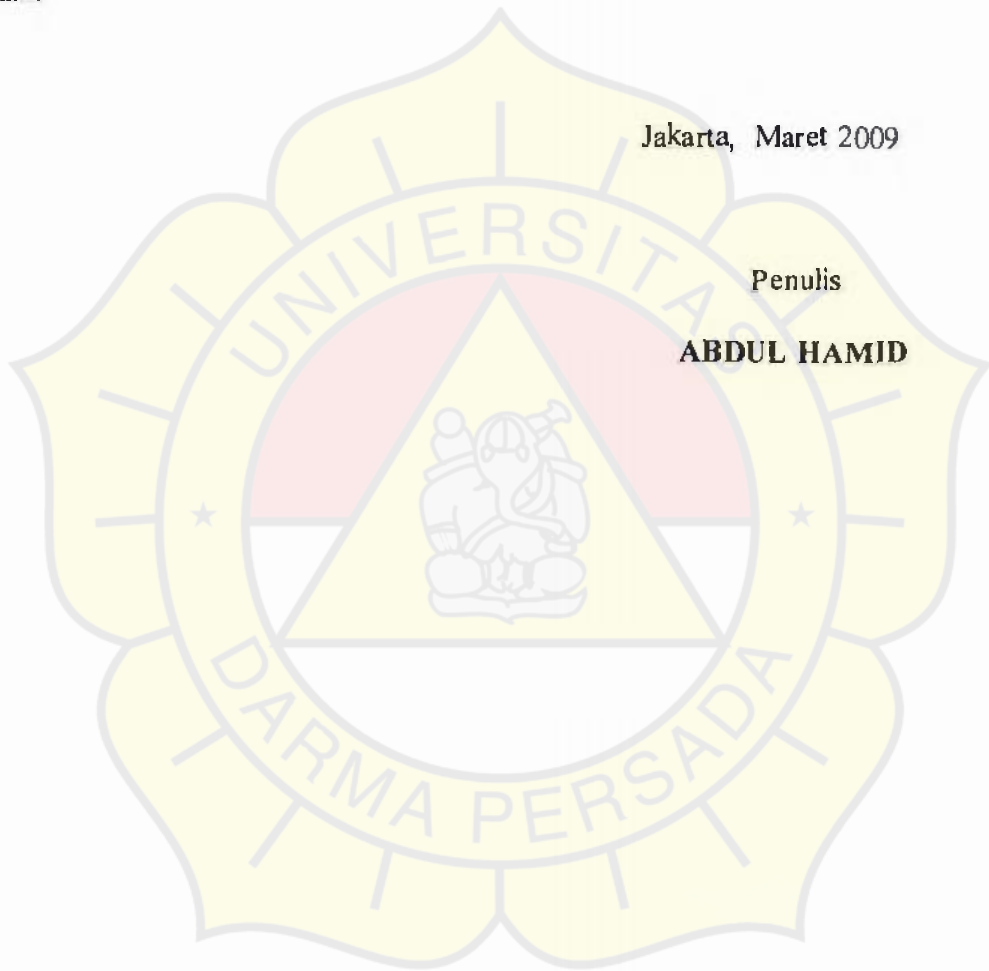 Jakarta, Maret 2009
Penulis
ABDUL HAMID
UNIVERSITAS
DARMA PERSADA